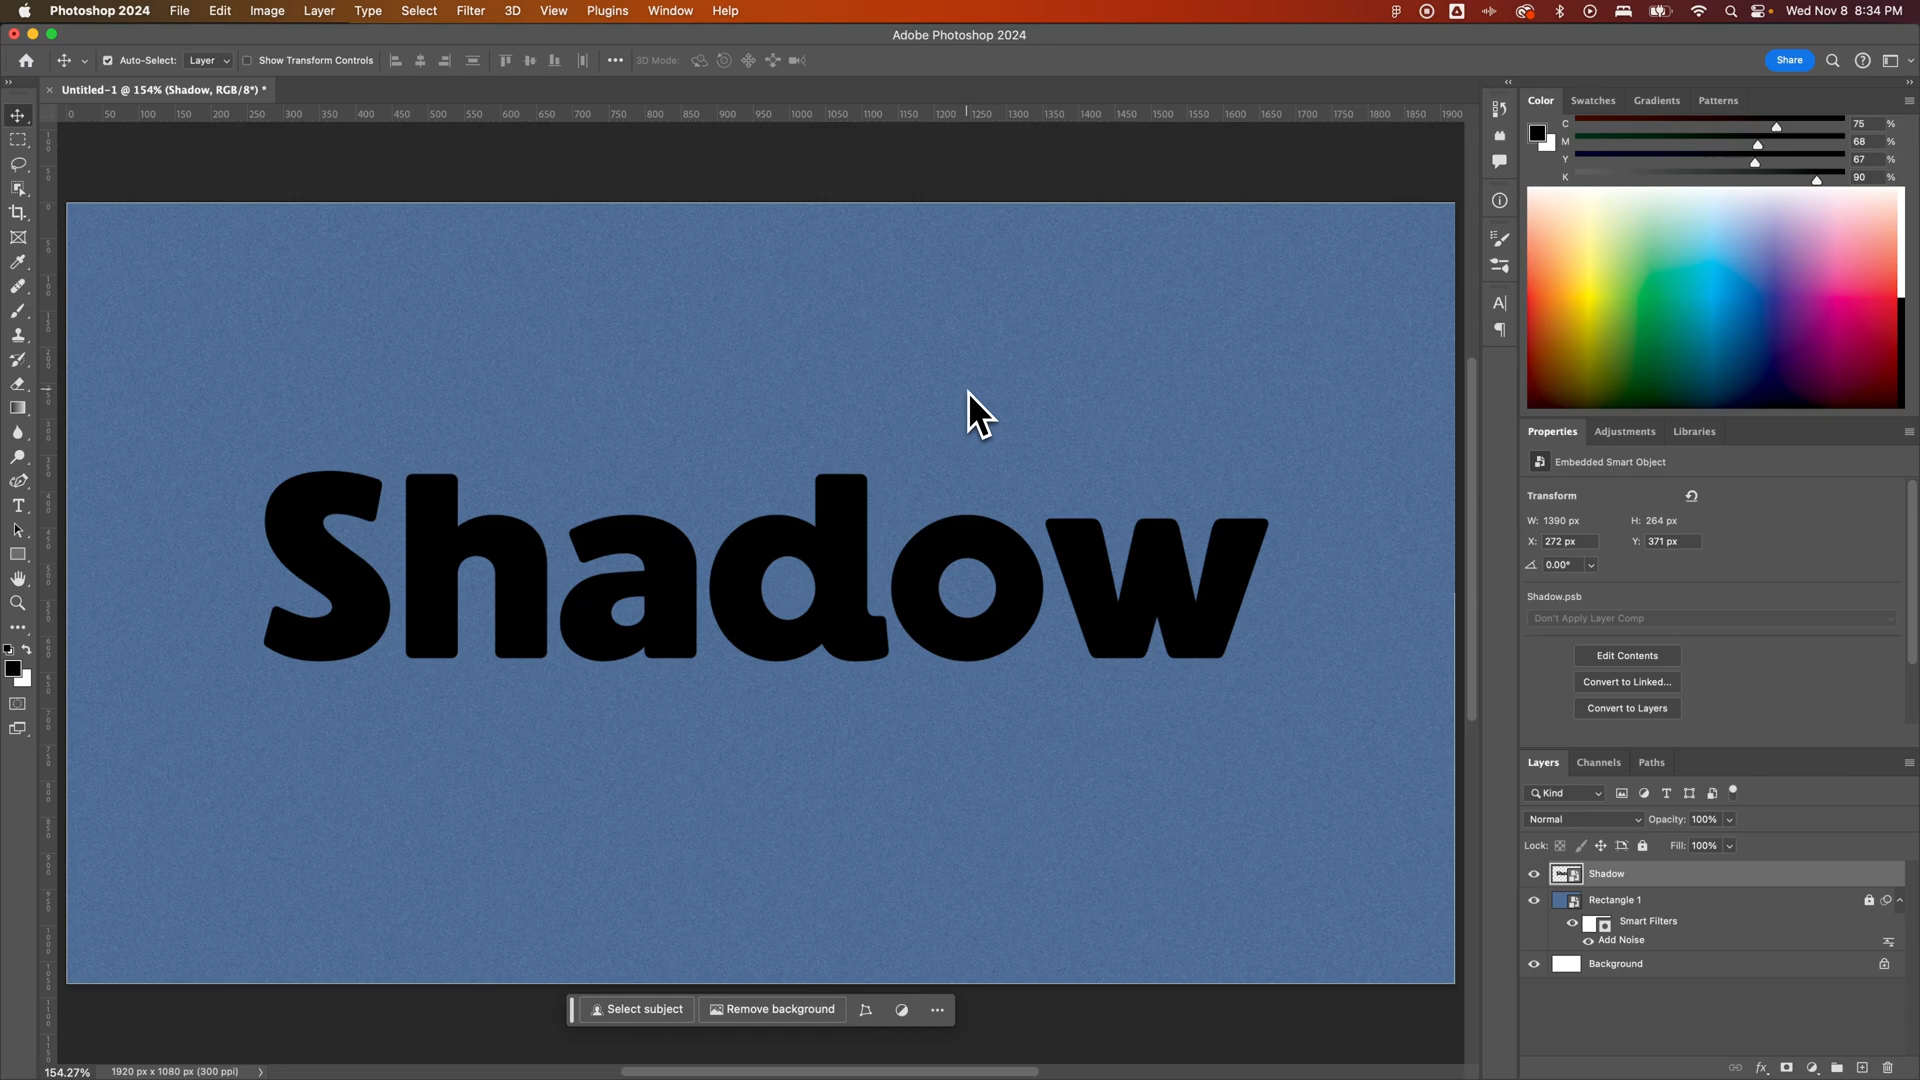 Photoshop 2024 File Edit Image Layer Type Select Filter 3D View Plugins Window Help Wed Nov 8 8:34 PM
Adobe Photoshop 2024
Auto-Select: Layer Show Transform Controls 3D Mode: Share
Untitled-1 @ 154% (Shadow, RGB/8*) *
0 50 100 150 200 250 300 350 400 450 500 550 600 650 700 750 800 850 900 950 1000 1050 1100 1150 1200 1250 1300 1350 1400 1450 1500 1550 1600 1650 1700 1750 1800 1850 1900
Color Swatches Gradients Patterns
C 75 %
M 68 %
Y 67 %
K 90 %
Shadow
Properties Adjustments Libraries
Embedded Smart Object
Transform
W: 1390 px H: 264 px
X: 272 px Y: 371 px
0.00°
Shadow.psb
Don't Apply Layer Comp
Edit Contents
Convert to Linked...
Convert to Layers
Layers Channels Paths
Kind
Normal Opacity: 100%
Lock: Fill: 100%
Shadow
Rectangle 1
Smart Filters
Add Noise
Background
Select subject Remove background
154.27% 1920 px x 1080 px (300 ppi)